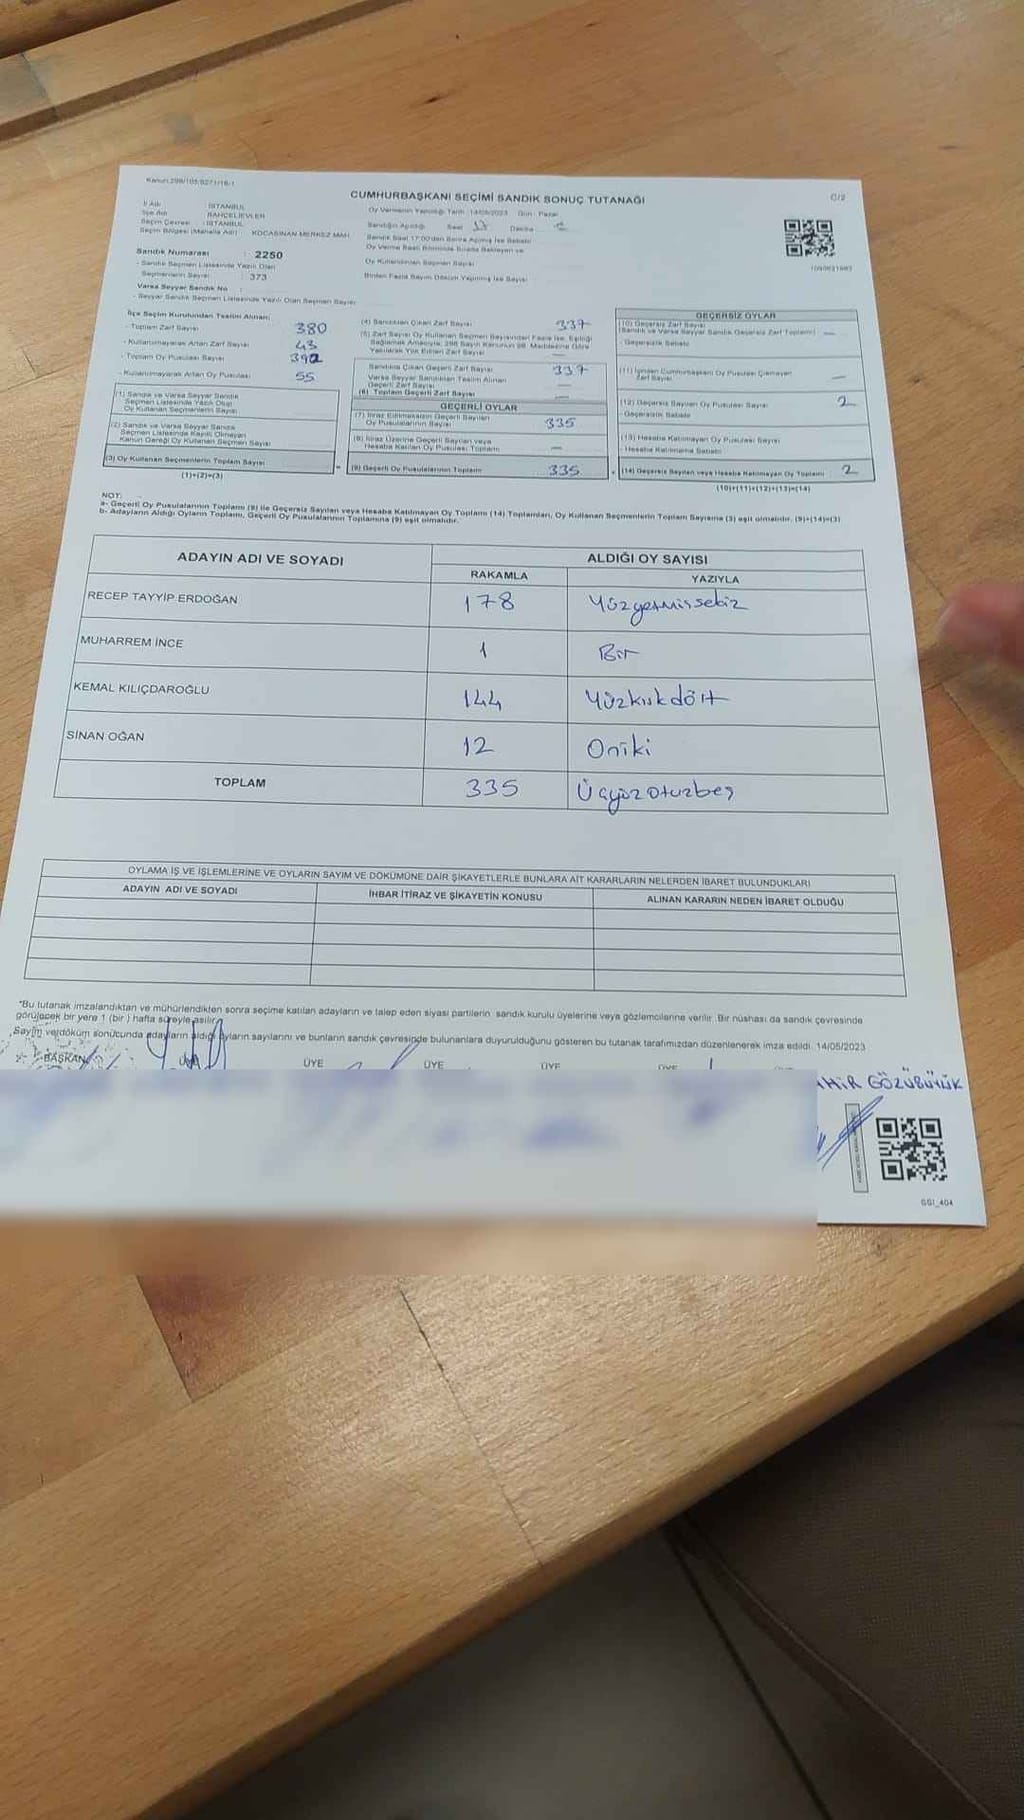 Kanun:298/105/6271/16-1
CUMHURBAŞKANI SEÇİMİ SANDIK SONUÇ TUTANAĞI
C/2
İl Adı : İSTANBUL
İlçe Adı : BAHÇELİEVLER
Seçim Çevresi : İSTANBUL
Seçim Bölgesi (Mahalle Adı) : KOCASİNAN MERKEZ MAH.
Sandık Numarası : 2250
- Sandık Seçmen Listesinde Yazılı Olan
Seçmenlerin Sayısı : 373
Varsa Seyyar Sandık No :
- Seyyar Sandık Seçmen Listesinde Yazılı Olan Seçmen Sayısı
Oy Vermenin Yapıldığı Tarih :14/05/2023 Gün : Pazar
Sandığın Açıldığı Saat 17 Dakika
Sandık Saat 17:00'den Sonra Açılmış İse Sebebi
Oy Verme Saati Bitiminde Sırada Bekleyen ve
Oy Kullandırılan Seçmen Sayısı
Birden Fazla Sayım Döküm Yapılmış İse Sayısı
İlçe Seçim Kurulundan Teslim Alınan;
- Toplam Zarf Sayısı 380
- Kullanılmayarak Artan Zarf Sayısı 43
- Toplam Oy Pusulası Sayısı 392
- Kullanılmayarak Artan Oy Pusulası 55
(1) Sandık ve Varsa Seyyar Sandık
Seçmen Listesinde Yazılı Olup
Oy Kullanan Seçmenlerin Sayısı
(2) Sandık ve Varsa Seyyar Sandık
Seçmen Listesinde Kayıtlı Olmayan
Kanun Gereği Oy Kullanan Seçmen Sayısı
(3) Oy Kullanan Seçmenlerin Toplam Sayısı
(1)+(2)=(3)
(4) Sandıktan Çıkan Zarf Sayısı 337
(5) Zarf Sayısı Oy Kullanan Seçmen Sayısından Fazla İse, Eşitliği
Sağlamak Amacıyla, 298 Sayılı Kanunun 98. Maddesine Göre
Yakılarak Yok Edilen Zarf Sayısı —
Sandıkta Çıkan Geçerli Zarf Sayısı 337
Varsa Seyyar Sandıktan Teslim Alınan
Geçerli Zarf Sayısı —
(6) Toplam Geçerli Zarf Sayısı —
GEÇERLİ OYLAR
(7) İtiraz Edilmeksizin Geçerli Sayılan
Oy Pusulalarının Sayısı 335
(8) İtiraz Üzerine Geçerli Sayılan veya
Hesaba Katılan Oy Pusulası Toplamı —
(9) Geçerli Oy Pusulalarının Toplamı 335
GEÇERSİZ OYLAR
(10) Geçersiz Zarf Sayısı
(Sandık ve Varsa Seyyar Sandık Geçersiz Zarf Toplamı) —
- Geçersizlik Sebebi
(11) İçinden Cumhurbaşkanı Oy Pusulası Çıkmayan
Zarf Sayısı —
(12) Geçersiz Sayılan Oy Pusulası Sayısı 2
- Geçersizlik Sebebi
(13) Hesaba Katılmayan Oy Pusulası Sayısı
- Hesaba Katılmama Sebebi
(14) Geçersiz Sayılan veya Hesaba Katılmayan Oy Toplamı 2
(10)+(11)+(12)+(13)=(14)
NOT:
a- Geçerli Oy Pusulalarının Toplamı (9) ile Geçersiz Sayılan veya Hesaba Katılmayan Oy Toplamı (14) Toplamları, Oy Kullanan Seçmenlerin Toplam Sayısına (3) eşit olmalıdır. (9)+(14)=(3)
b- Adayların Aldığı Oyların Toplamı, Geçerli Oy Pusulalarının Toplamına (9) eşit olmalıdır.
ADAYIN ADI VE SOYADI
ALDIĞI OY SAYISI
RAKAMLA YAZIYLA
RECEP TAYYİP ERDOĞAN 178 Yüzyetmişsekiz
MUHARREM İNCE 1 Bir
KEMAL KILIÇDAROĞLU 144 Yüzkırkdört
SİNAN OĞAN 12 Oniki
TOPLAM 335 Üçyüzotuzbeş
OYLAMA İŞ VE İŞLEMLERİNE VE OYLARIN SAYIM VE DÖKÜMÜNE DAİR ŞİKAYETLERLE BUNLARA AİT KARARLARIN NELERDEN İBARET BULUNDUKLARI
ADAYIN ADI VE SOYADI İHBAR İTİRAZ VE ŞİKAYETİN KONUSU ALINAN KARARIN NEDEN İBARET OLDUĞU
*Bu tutanak imzalandıktan ve mühürlendikten sonra seçime katılan adayların ve talep eden siyasi partilerin sandık kurulu üyelerine veya gözlemcilerine verilir. Bir nüshası da sandık çevresinde
görülecek bir yere 1 (bir ) hafta süreyle asılır.
Sayım ve döküm sonucunda adayların aldığı oyların sayılarını ve bunların sandık çevresinde bulunanlara duyurulduğunu gösteren bu tutanak tarafımızdan düzenlenerek imza edildi. 14/05/2023
BAŞKAN ÜYE ÜYE ÜYE ÜYE ÜYE
AHİR GÖZÜBÜYÜK
GGI_404